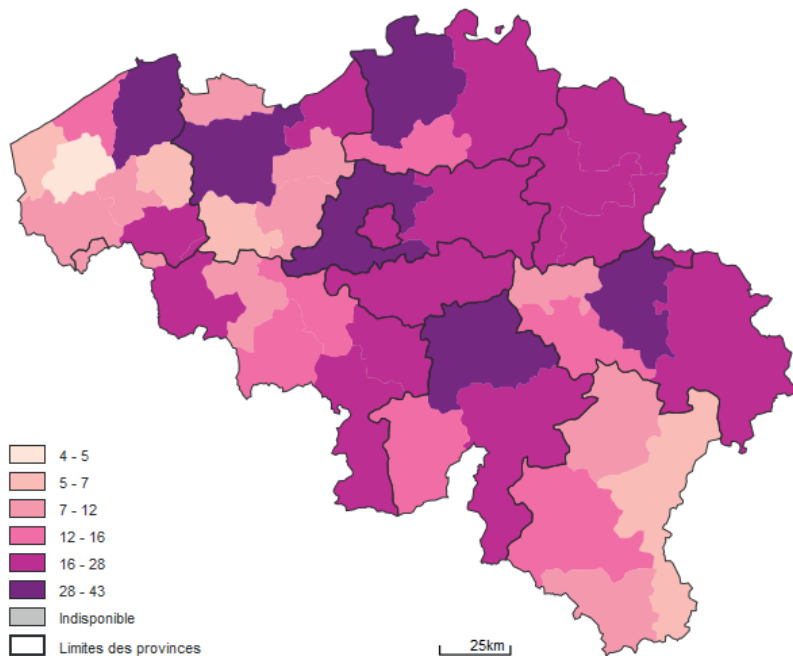 4 - 5
5 - 7
7 - 12
12 - 16
16 - 28
28 - 43
Indisponible
Limites des provinces
25km